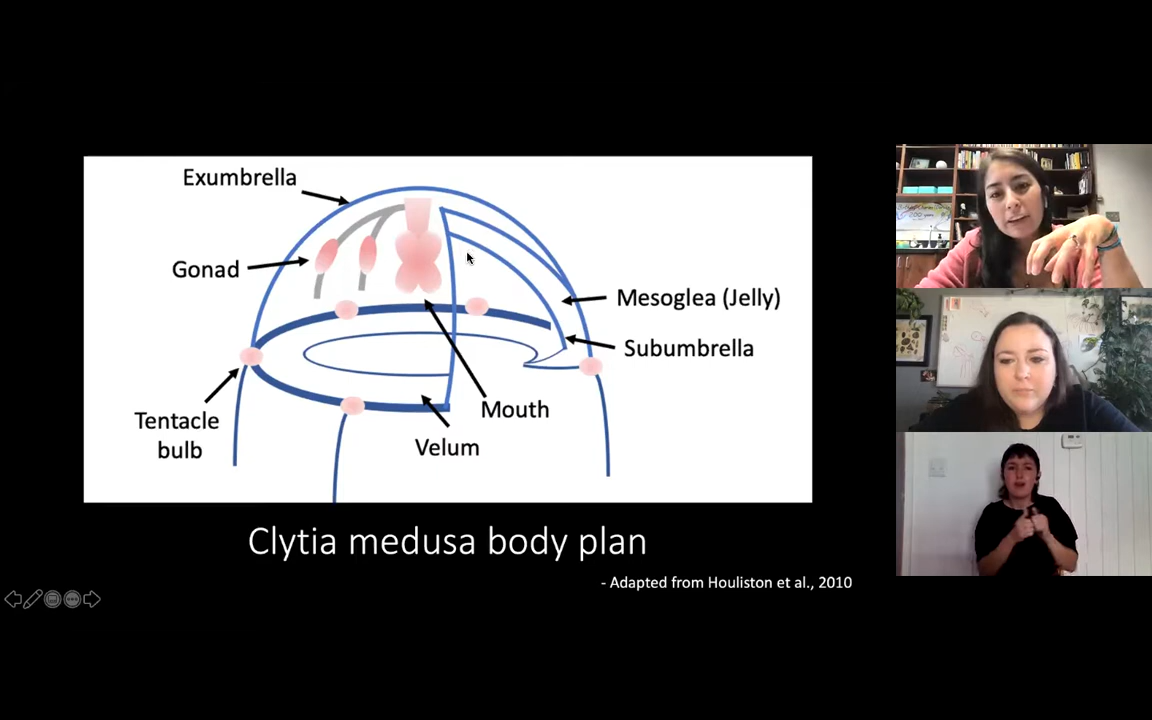 Exumbrella
Gonad
Mesoglea (Jelly)
Subumbrella
Mouth
Tentacle
bulb
Velum
Clytia medusa body plan
- Adapted from Houliston et al., 2010